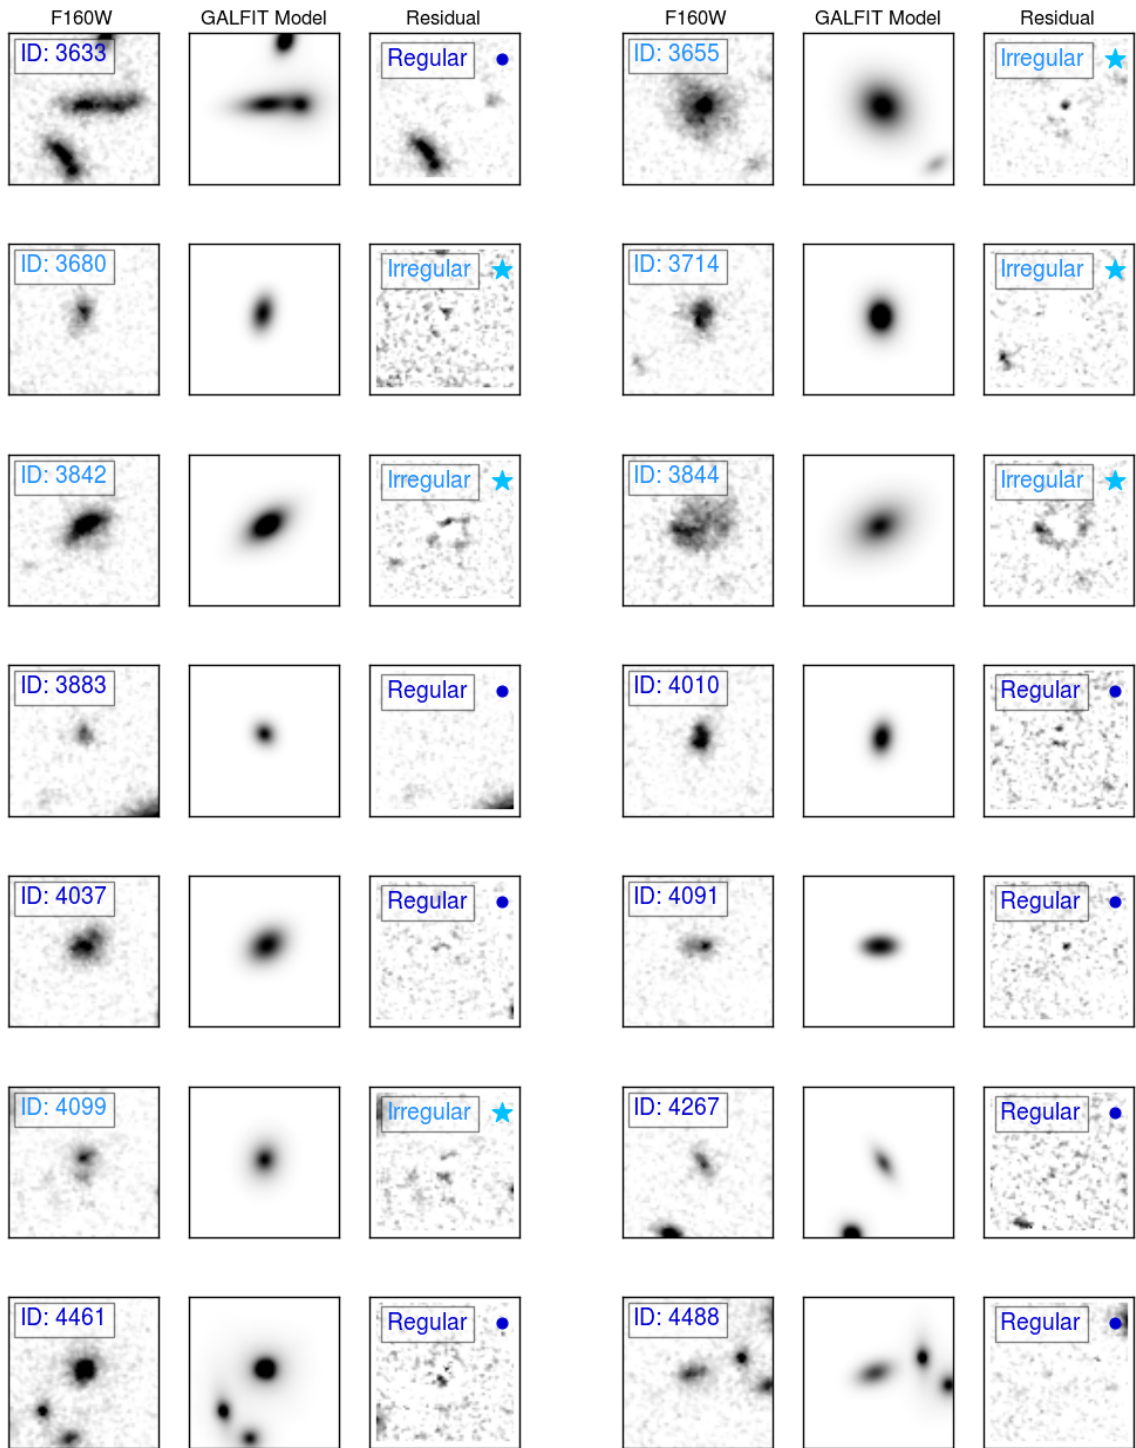 F160W GALFIT Model Residual F160W GALFIT Model Residual
ID: 3633 Regular ID: 3655 Irregular
ID: 3680 Irregular ID: 3714 Irregular
ID: 3842 Irregular ID: 3844 Irregular
ID: 3883 Regular ID: 4010 Regular
ID: 4037 Regular ID: 4091 Regular
ID: 4099 Irregular ID: 4267 Regular
ID: 4461 Regular ID: 4488 Regular